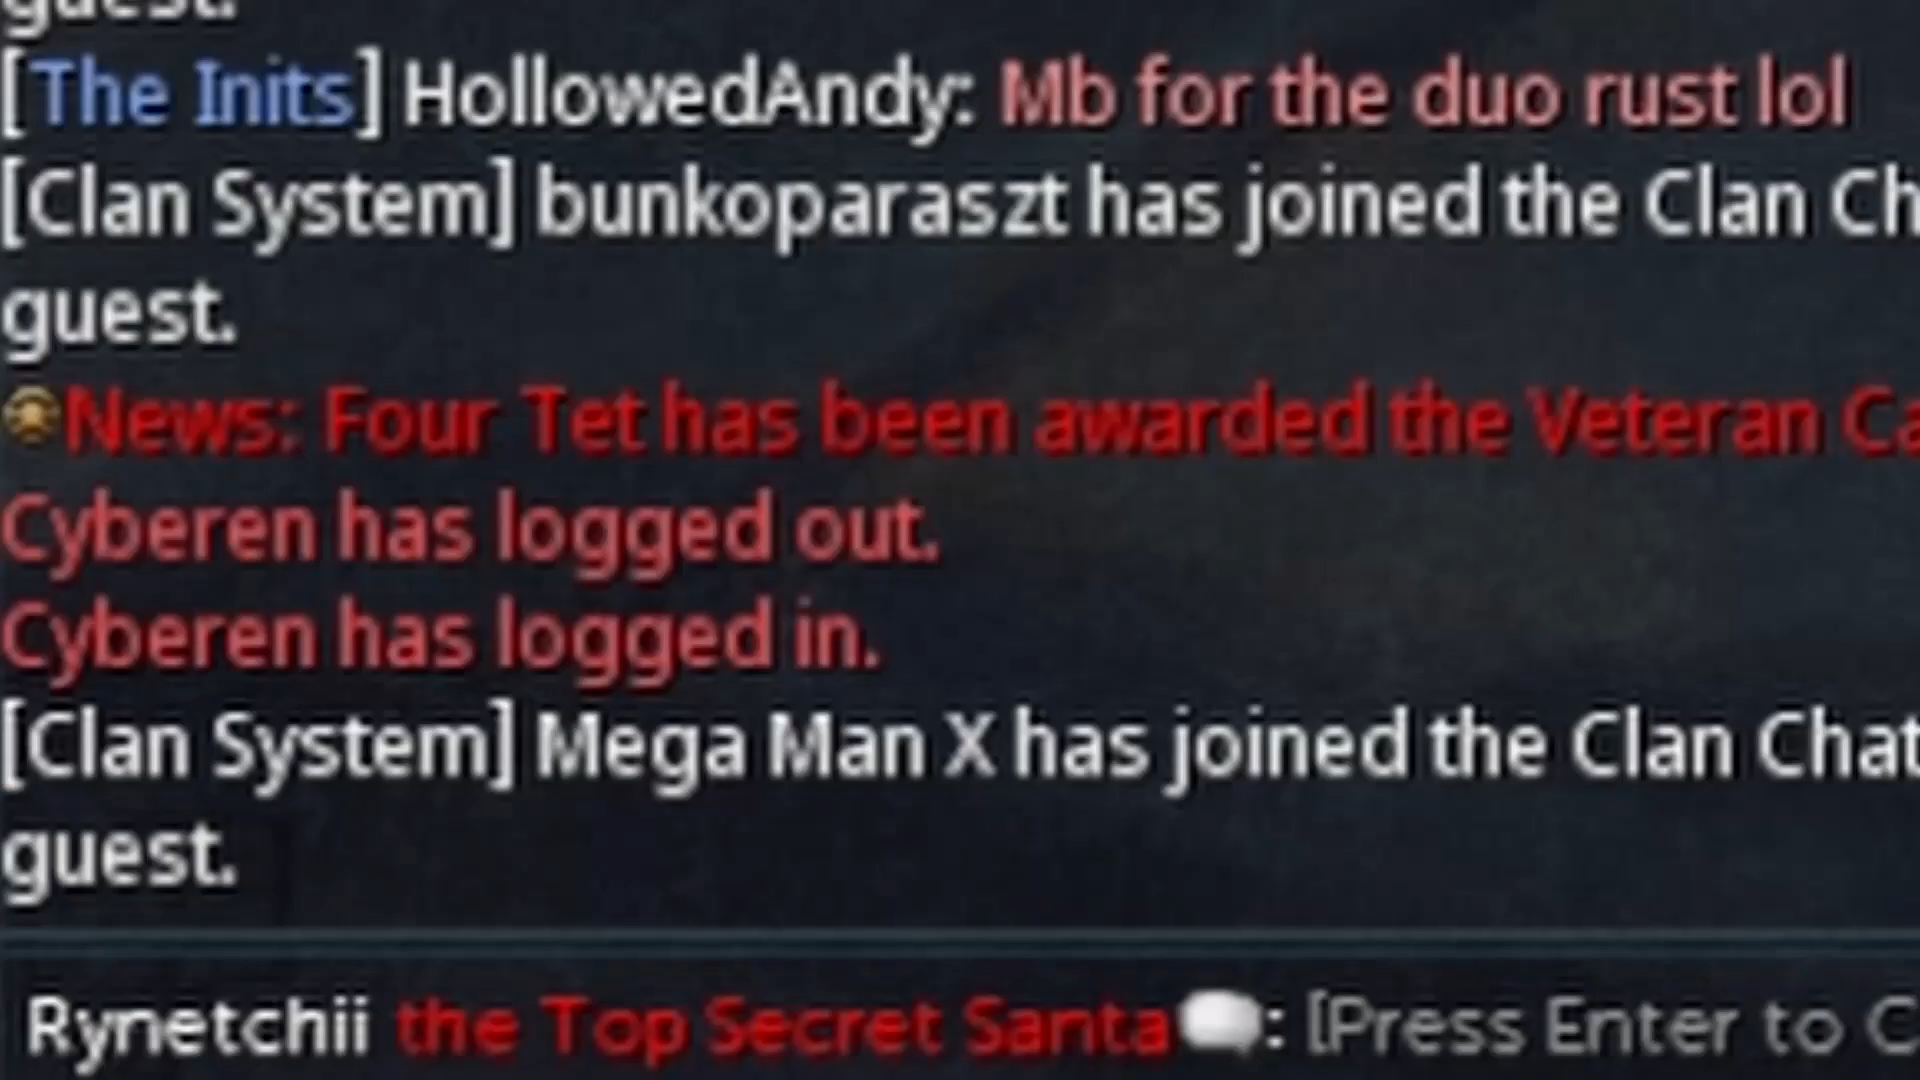 guest.
[The Inits] HollowedAndy: Mb for the duo rust lol
[Clan System] bunkoparaszt has joined the Clan Ch
guest.
News: Four Tet has been awarded the Veteran Ca
Cyberen has logged out.
Cyberen has logged in.
[Clan System] Mega Man X has joined the Clan Chat
guest.
Rynetchii the Top Secret Santa: [Press Enter to C